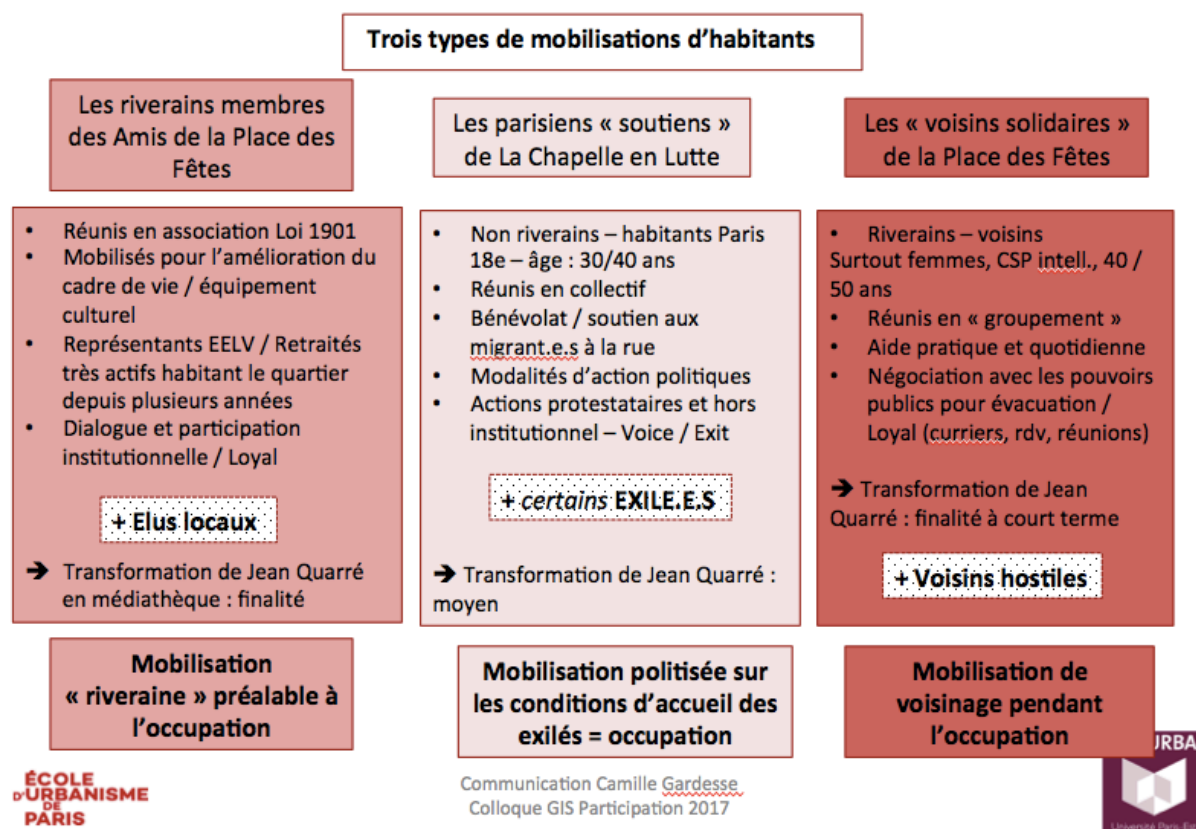 Trois types de mobilisations d'habitants
Les riverains membres
des Amis de la Place des
Fêtes
• Réunis en association Loi 1901
• Mobilisés pour l'amélioration du
cadre de vie / équipement
culturel
• Représentants EELV / Retraités
très actifs habitant le quartier
depuis plusieurs années
• Dialogue et participation
institutionnelle / Loyal
+ Elus locaux
➔ Transformation de Jean Quarré
en médiathèque : finalité
Mobilisation
« riveraine » préalable à
l'occupation
Les parisiens « soutiens »
de La Chapelle en Lutte
• Non riverains – habitants Paris
18e – âge : 30/40 ans
• Réunis en collectif
• Bénévolat / soutien aux
migrant.e.s à la rue
• Modalités d'action politiques
• Actions protestataires et hors
institutionnel – Voice / Exit
+ certains EXILE.E.S
➔ Transformation de Jean Quarré :
moyen
Mobilisation politisée sur
les conditions d'accueil des
exilés = occupation
Les « voisins solidaires »
de la Place des Fêtes
• Riverains – voisins
Surtout femmes, CSP intell., 40 /
50 ans
• Réunis en « groupement »
• Aide pratique et quotidienne
• Négociation avec les pouvoirs
publics pour évacuation /
Loyal (curriers, rdv, réunions)
➔ Transformation de Jean
Quarré : finalité à court terme
+ Voisins hostiles
Mobilisation de
voisinage pendant
l'occupation
ÉCOLE
D'URBANISME
DE
PARIS
Communication Camille Gardesse
Colloque GIS Participation 2017
URBA
Université Paris-Est